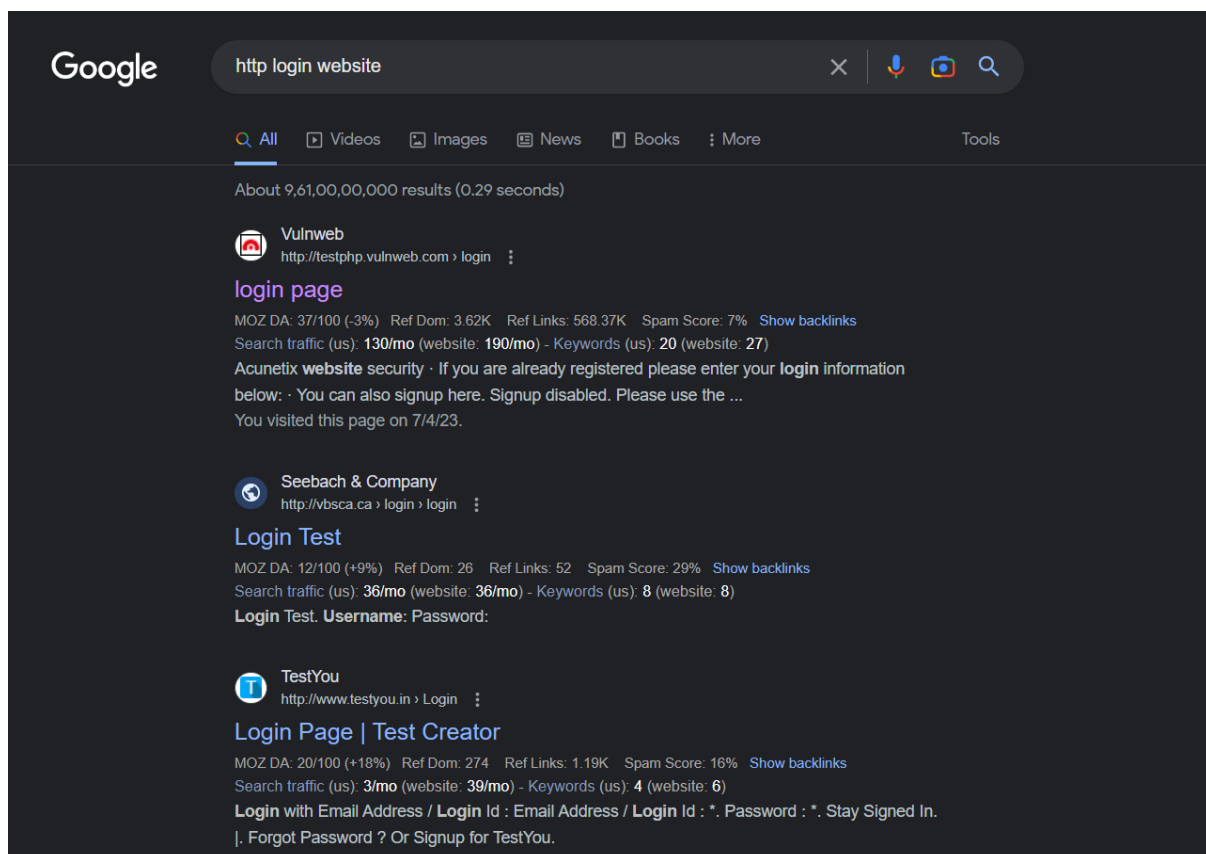 Google
http login website
All Videos Images News Books More Tools
About 9,61,00,00,000 results (0.29 seconds)
Vulnweb
http://testphp.vulnweb.com › login
login page
MOZ DA: 37/100 (-3%) Ref Dom: 3.62K Ref Links: 568.37K Spam Score: 7% Show backlinks
Search traffic (us): 130/mo (website: 190/mo) - Keywords (us): 20 (website: 27)
Acunetix website security · If you are already registered please enter your login information
below: · You can also signup here. Signup disabled. Please use the ...
You visited this page on 7/4/23.
Seebach & Company
http://vbsca.ca › login › login
Login Test
MOZ DA: 12/100 (+9%) Ref Dom: 26 Ref Links: 52 Spam Score: 29% Show backlinks
Search traffic (us): 36/mo (website: 36/mo) - Keywords (us): 8 (website: 8)
Login Test. Username: Password:
T
TestYou
http://www.testyou.in › Login
Login Page | Test Creator
MOZ DA: 20/100 (+18%) Ref Dom: 274 Ref Links: 1.19K Spam Score: 16% Show backlinks
Search traffic (us): 3/mo (website: 39/mo) - Keywords (us): 4 (website: 6)
Login with Email Address / Login Id : Email Address / Login Id : *. Password : *. Stay Signed In.
|. Forgot Password ? Or Signup for TestYou.